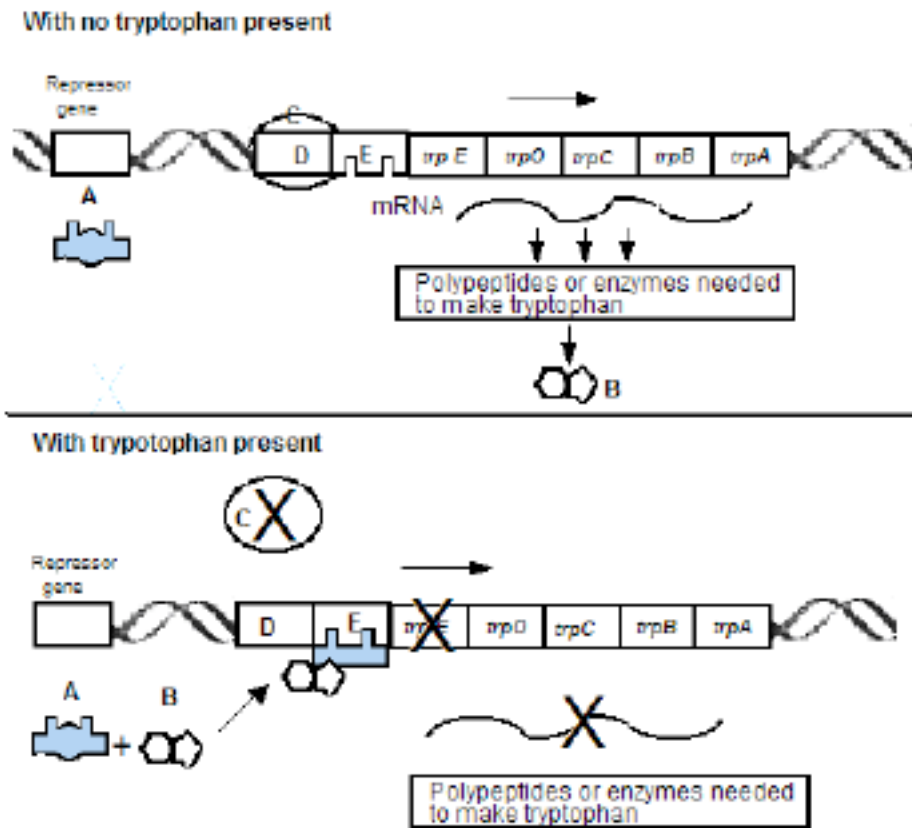 With no tryptophan present
Repressor
gene
C
D E trp E trpD trpC trpB trpA
A
mRNA
Polypeptides or enzymes needed
to make tryptophan
B
With trypotophan present
C X
Repressor
gene
D E trpE trpD trpC trpB trpA
A B
+
Polypeptides or enzymes needed
to make tryptophan